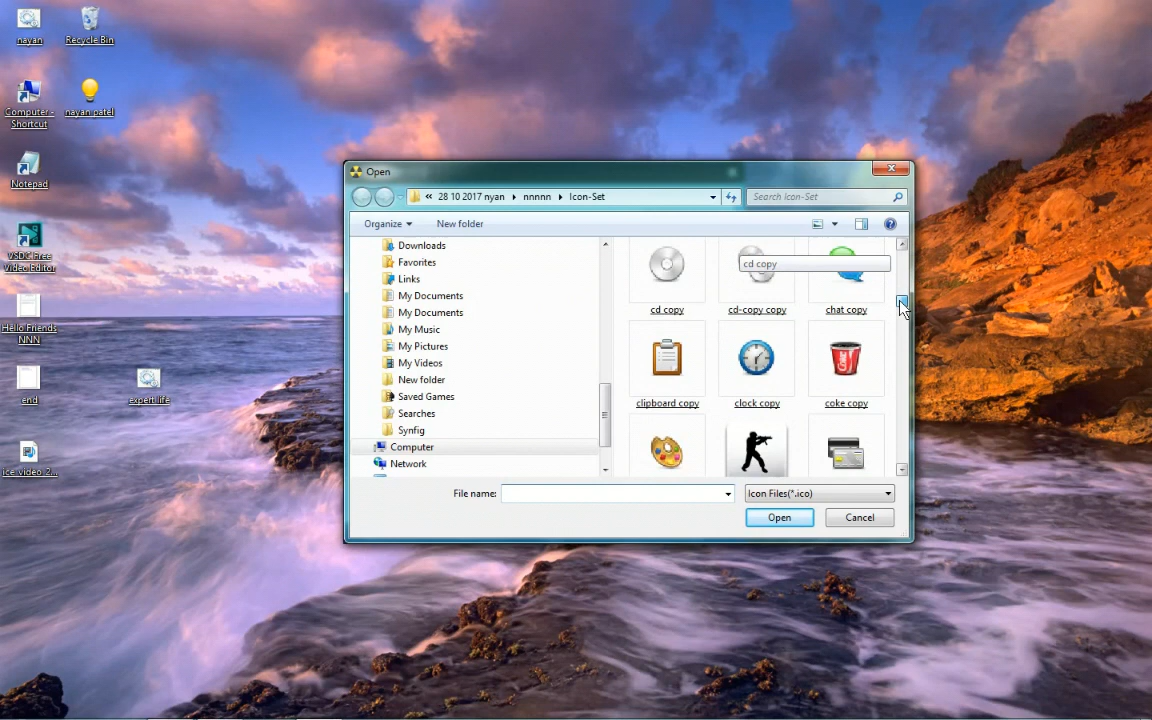 nayan
Recycle Bin
Computer -
Shortcut
nayan patel
Notepad
VSDC Free
Video Editor
Hello Friends
NNN
end
expert life
ice video 2...
Open
« 28 10 2017 nyan
nnnnn
Icon-Set
Search Icon-Set
Organize
New folder
Downloads
Favorites
Links
My Documents
My Documents
My Music
My Pictures
My Videos
New folder
Saved Games
Searches
Synfig
Computer
Network
cd copy
cd copy
cd-copy copy
chat copy
clipboard copy
clock copy
coke copy
File name:
Icon Files(*.ico)
Open
Cancel